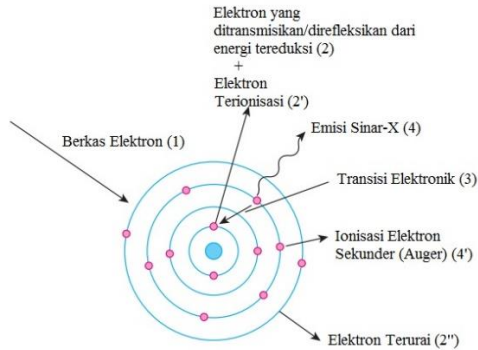 Elektron yang
ditransmisikan/direfleksikan dari
energi tereduksi (2)
+
Elektron
Terionisasi (2')
Berkas Elektron (1)
Emisi Sinar-X (4)
Transisi Elektronik (3)
Ionisasi Elektron
Sekunder (Auger) (4')
Elektron Terurai (2'')